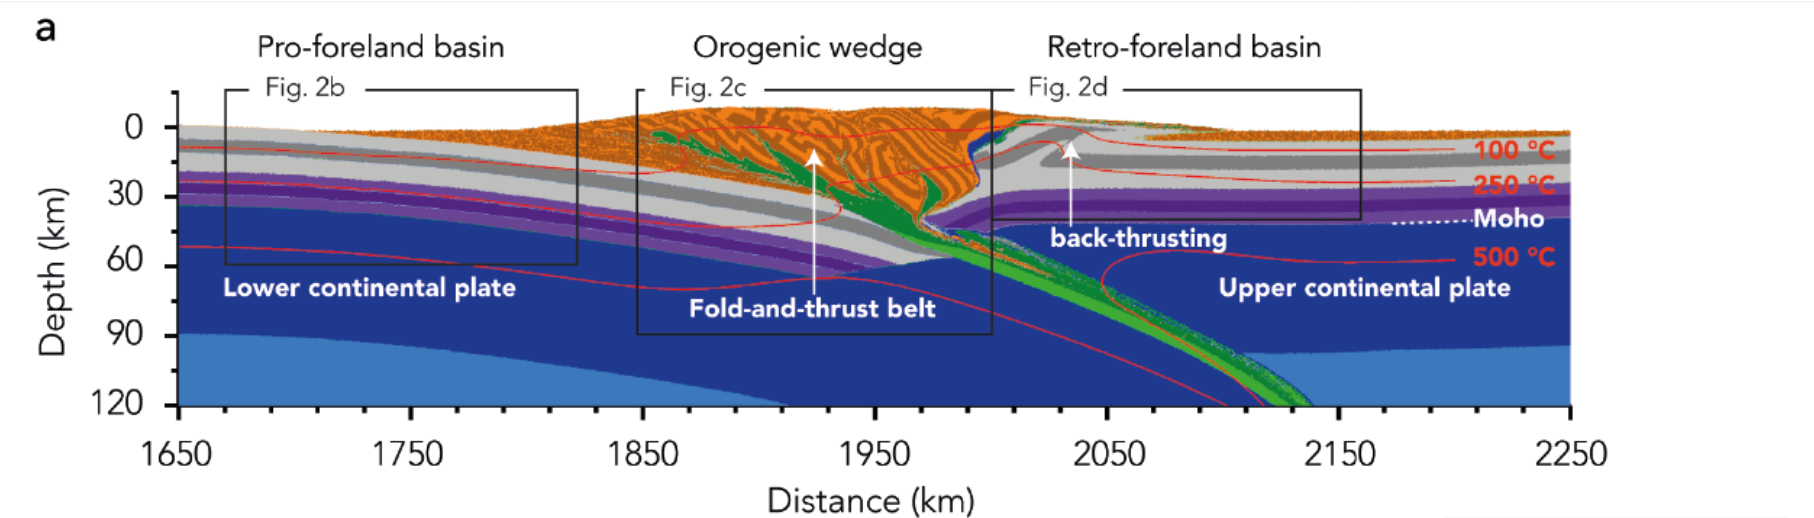 a
Pro-foreland basin
Orogenic wedge
Retro-foreland basin
Fig. 2b
Fig. 2c
Fig. 2d
0
30
60
90
120
Depth (km)
100 °C
250 °C
Moho
500 °C
back-thrusting
Lower continental plate
Fold-and-thrust belt
Upper continental plate
1650
1750
1850
1950
2050
2150
2250
Distance (km)